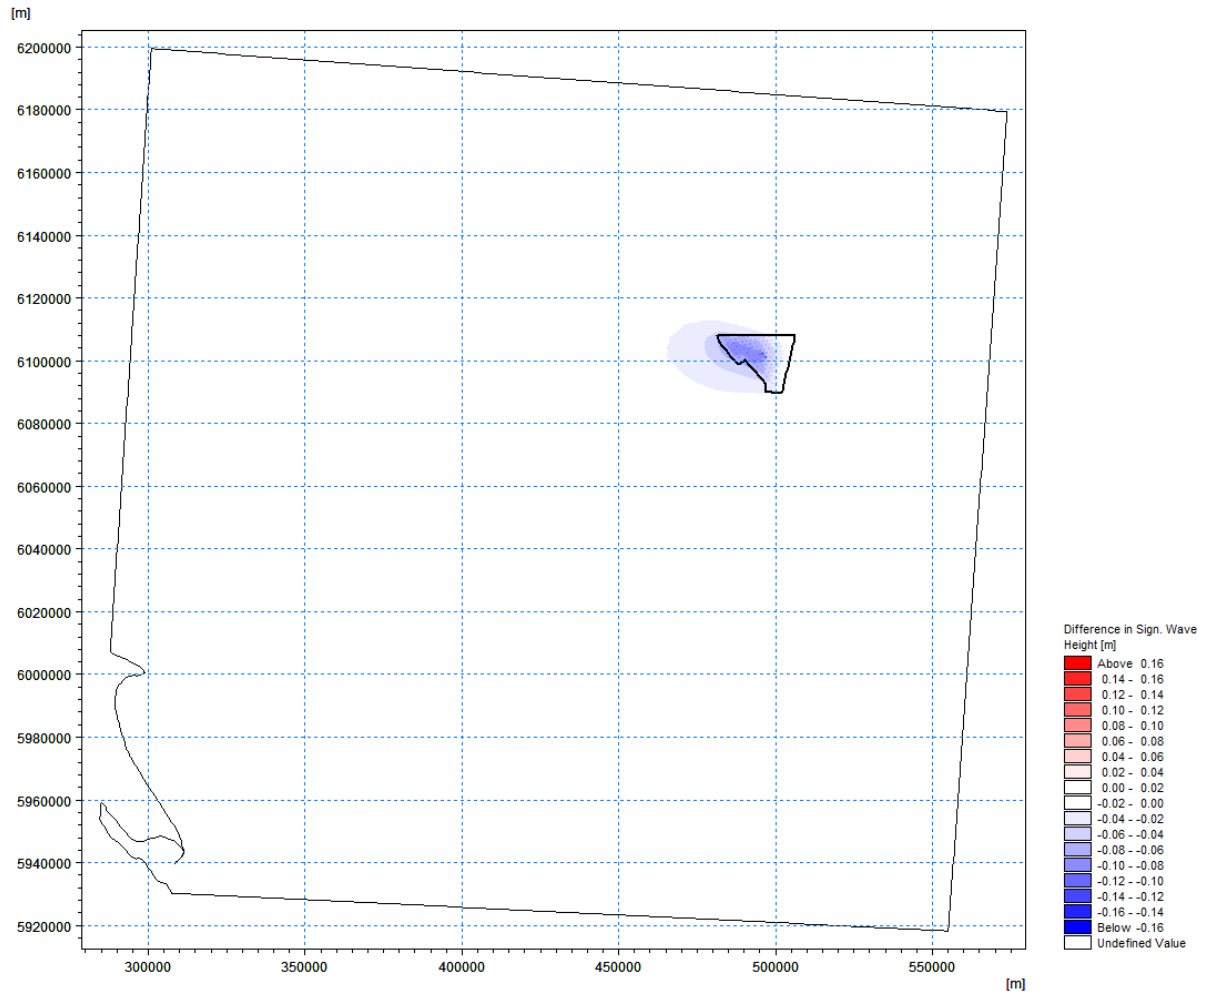 [m]
6200000
6180000
6160000
6140000
6120000
6100000
6080000
6060000
6040000
6020000
6000000
5980000
5960000
5940000
5920000
300000 350000 400000 450000 500000 550000
[m]
Difference in Sign. Wave
Height [m]
Above 0.16
0.14 - 0.16
0.12 - 0.14
0.10 - 0.12
0.08 - 0.10
0.06 - 0.08
0.04 - 0.06
0.02 - 0.04
0.00 - 0.02
-0.02 - 0.00
-0.04 - -0.02
-0.06 - -0.04
-0.08 - -0.06
-0.10 - -0.08
-0.12 - -0.10
-0.14 - -0.12
-0.16 - -0.14
Below -0.16
Undefined Value